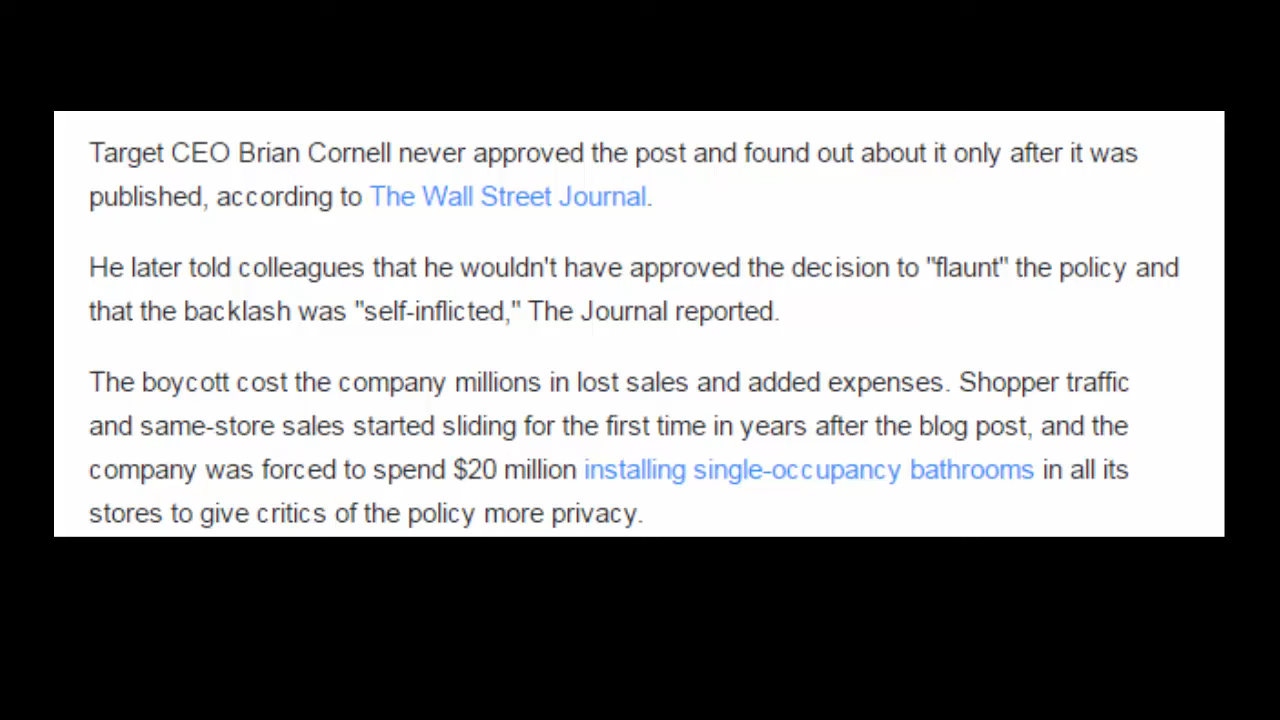 Target CEO Brian Cornell never approved the post and found out about it only after it was
published, according to The Wall Street Journal.
He later told colleagues that he wouldn't have approved the decision to "flaunt" the policy and
that the backlash was "self-inflicted," The Journal reported.
The boycott cost the company millions in lost sales and added expenses. Shopper traffic
and same-store sales started sliding for the first time in years after the blog post, and the
company was forced to spend $20 million installing single-occupancy bathrooms in all its
stores to give critics of the policy more privacy.